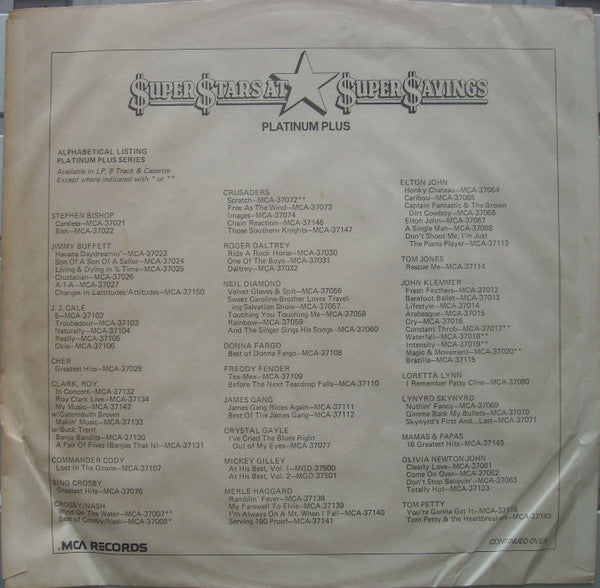 $UPER $TARS AT $UPER $AVINGS
PLATINUM PLUS
ALPHABETICAL LISTING
PLATINUM PLUS SERIES
Available in LP, 8 Track & Cassette
Except where indicated with * or **
STEPHEN BISHOP
Careless—MCA-37021
Bish—MCA-37022
JIMMY BUFFETT
Havana Daydreamin'—MCA-37023
Son Of A Son Of A Sailor—MCA-37024
Living & Dying in ¾ Time—MCA-37025
Crustacian—MCA-37026
A-1-A—MCA-37027
Changes In Lattitudes/Attitudes—MCA-37150
J. J. CALE
5—MCA-37102
Troubadour—MCA-37103
Naturally—MCA-37104
Really—MCA-37105
Okie—MCA-37106
CHER
Greatest Hits—MCA-37028
CLARK, ROY
In Concert—MCA-37132
Roy Clark Live—MCA-37134
My Music—MCA-37142
w/Gatemouth Brown
Makin' Music—MCA-37133
w/Buck Trent
Banjo Bandits—MCA-37130
A Pair Of Fives (Banjos That Is)—MCA-37131
COMMANDER CODY
Lost In The Ozone—MCA-37107
BING CROSBY
Greatest Hits—MCA-37076
CROSBY/NASH
Wind On The Water—MCA-37007**
Best of Crosby/Nash—MCA-37008*
MCA RECORDS
CRUSADERS
Scratch—MCA-37072**
Free As The Wind—MCA-37073
Images—MCA-37074
Chain Reaction—MCA-37146
Those Southern Knights—MCA-37147
ROGER DALTREY
Ride A Rock Horse—MCA-37030
One Of The Boys—MCA-37031
Daltrey—MCA-37032
NEIL DIAMOND
Velvet Gloves & Spit—MCA-37056
Sweet Caroline-Brother Loves Travel-
ing Salvation Show—MCA-37057
Touching You Touching Me—MCA-37058
Rainbow—MCA-37059
And The Singer Sings His Songs—MCA-37060
DONNA FARGO
Best of Donna Fargo—MCA-37108
FREDDY FENDER
Tex-Mex—MCA-37109
Before The Next Teardrop Falls—MCA-37110
JAMES GANG
James Gang Rides Again—MCA-37111
Best Of The James Gang—MCA-37112
CRYSTAL GAYLE
I've Cried The Blues Right
Out of My Eyes—MCA-37077
MICKEY GILLEY
At His Best, Vol. I—MGD-37500
At His Best, Vol. 2—MGD-37501
MERLE HAGGARD
Ramblin' Fever—MCA-37138
My Farewell To Elvis—MCA-37139
I'm Always On A Mt. When I Fall—MCA-37140
Serving 190 Proof—MCA-37141
ELTON JOHN
Honky Chateau—MCA-37064
Caribou—MCA-37065
Captain Fantastic & The Brown
Dirt Cowboy—MCA-37066
Elton John—MCA-37067
A Single Man—MCA-37068
Don't Shoot Me, I'm Just
The Piano Player—MCA-37113
TOM JONES
Rescue Me—MCA-37114
JOHN KLEMMER
Fresh Feathers—MCA-37012
Barefoot Ballet—MCA-37013
Lifestyle—MCA-37014
Arabesque—MCA-37015
Cry—MCA-37016
Constant Throb—MCA-37017**
Waterfall—MCA-37018**
Intensity—MCA-37019**
Magic & Movement—MCA-37020**
Brazilia—MCA-37115
LORETTA LYNN
I Remember Patsy Cline—MCA-37080
LYNYRD SKYNYRD
Nuthin' Fancy—MCA-37069
Gimme Back My Bullets—MCA-37070
Skynyrd's First And...Last—MCA-37071
MAMAS & PAPAS
16 Greatest Hits—MCA-37145
OLIVIA NEWTON-JOHN
Clearly Love—MCA-37061
Come On Over—MCA-37062
Don't Stop Believin'—MCA-37063
Totally Hot—MCA-37123
TOM PETTY
You're Gonna Get It—MCA-37116
Tom Petty & the Heartbreakers—MCA-37143
CONTINUED OVER